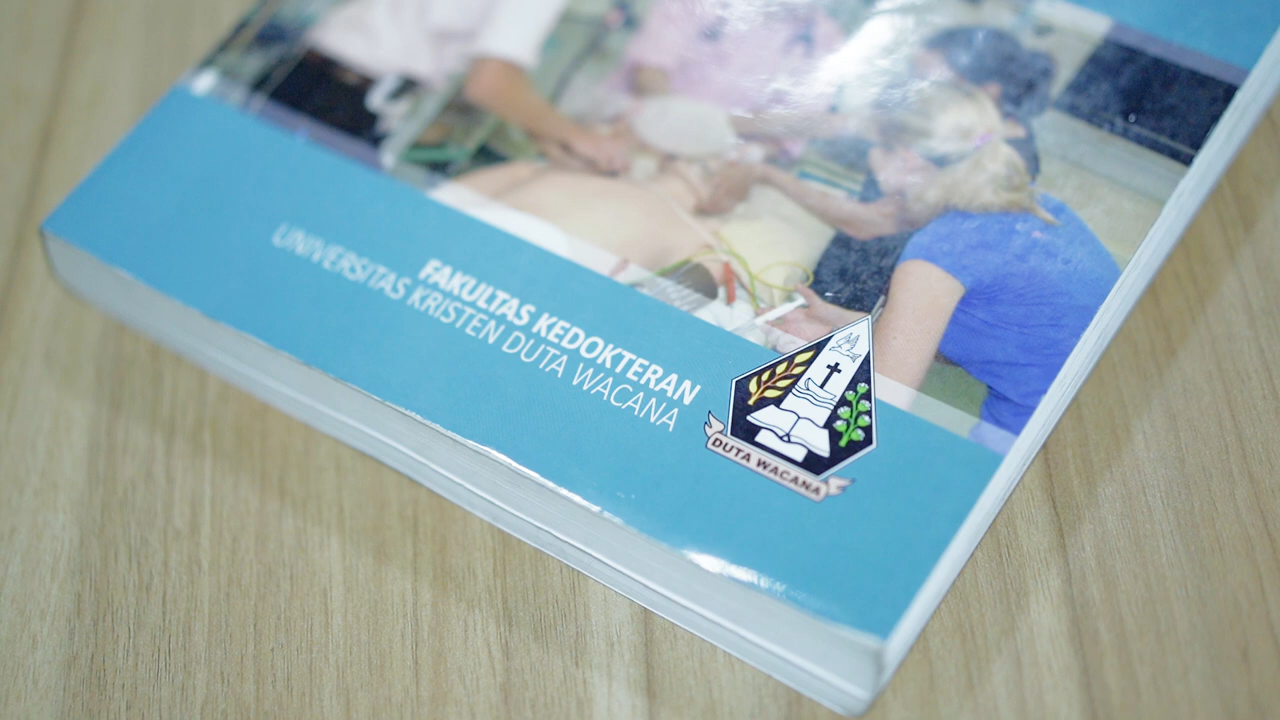 FAKULTAS KEDOKTERAN
UNIVERSITAS KRISTEN DUTA WACANA
DUTA WACANA